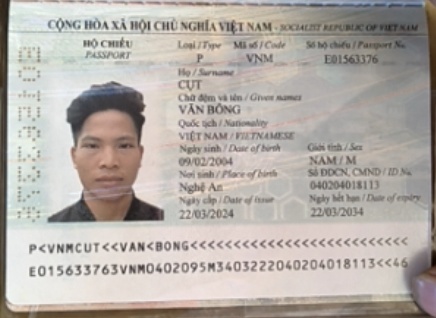 CỘNG HÒA XÃ HỘI CHỦ NGHĨA VIỆT NAM - SOCIALIST REPUBLIC OF VIETNAM
HỘ CHIẾU
PASSPORT
Loại / Type Mã số / Code Số hộ chiếu / Passport No.
P VNM E01563376
Họ / Surname
CỤT
Chữ đệm và tên / Given names
VĂN BÔNG
Quốc tịch / Nationality
VIỆT NAM / VIETNAMESE
Ngày sinh / Date of birth Giới tính / Sex
09/02/2004 NAM / M
Nơi sinh / Place of birth Số ĐDCN, CMND / ID No.
Nghệ An 040204018113
Ngày cấp / Date of issue Ngày hết hạn / Date of expiry
22/03/2024 22/03/2034
P<VNMCUT<<VAN<BONG<<<<<<<<<<<<<<<<<<<<<<<<<<
E015633763VNM0402095M3403222040204018113<<46